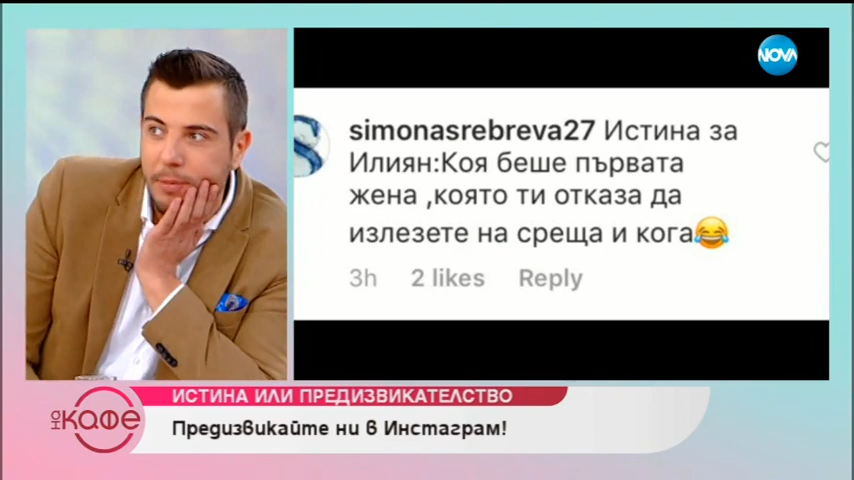 NOVA
simonasrebreva27 Истина за
Илиян:Коя беше първата
жена ,която ти отказа да
излезете на среща и кога😂
3h 2 likes Reply
ИСТИНА ИЛИ ПРЕДИЗВИКАТЕЛСТВО
на кафе
Предизвикайте ни в Инстаграм!